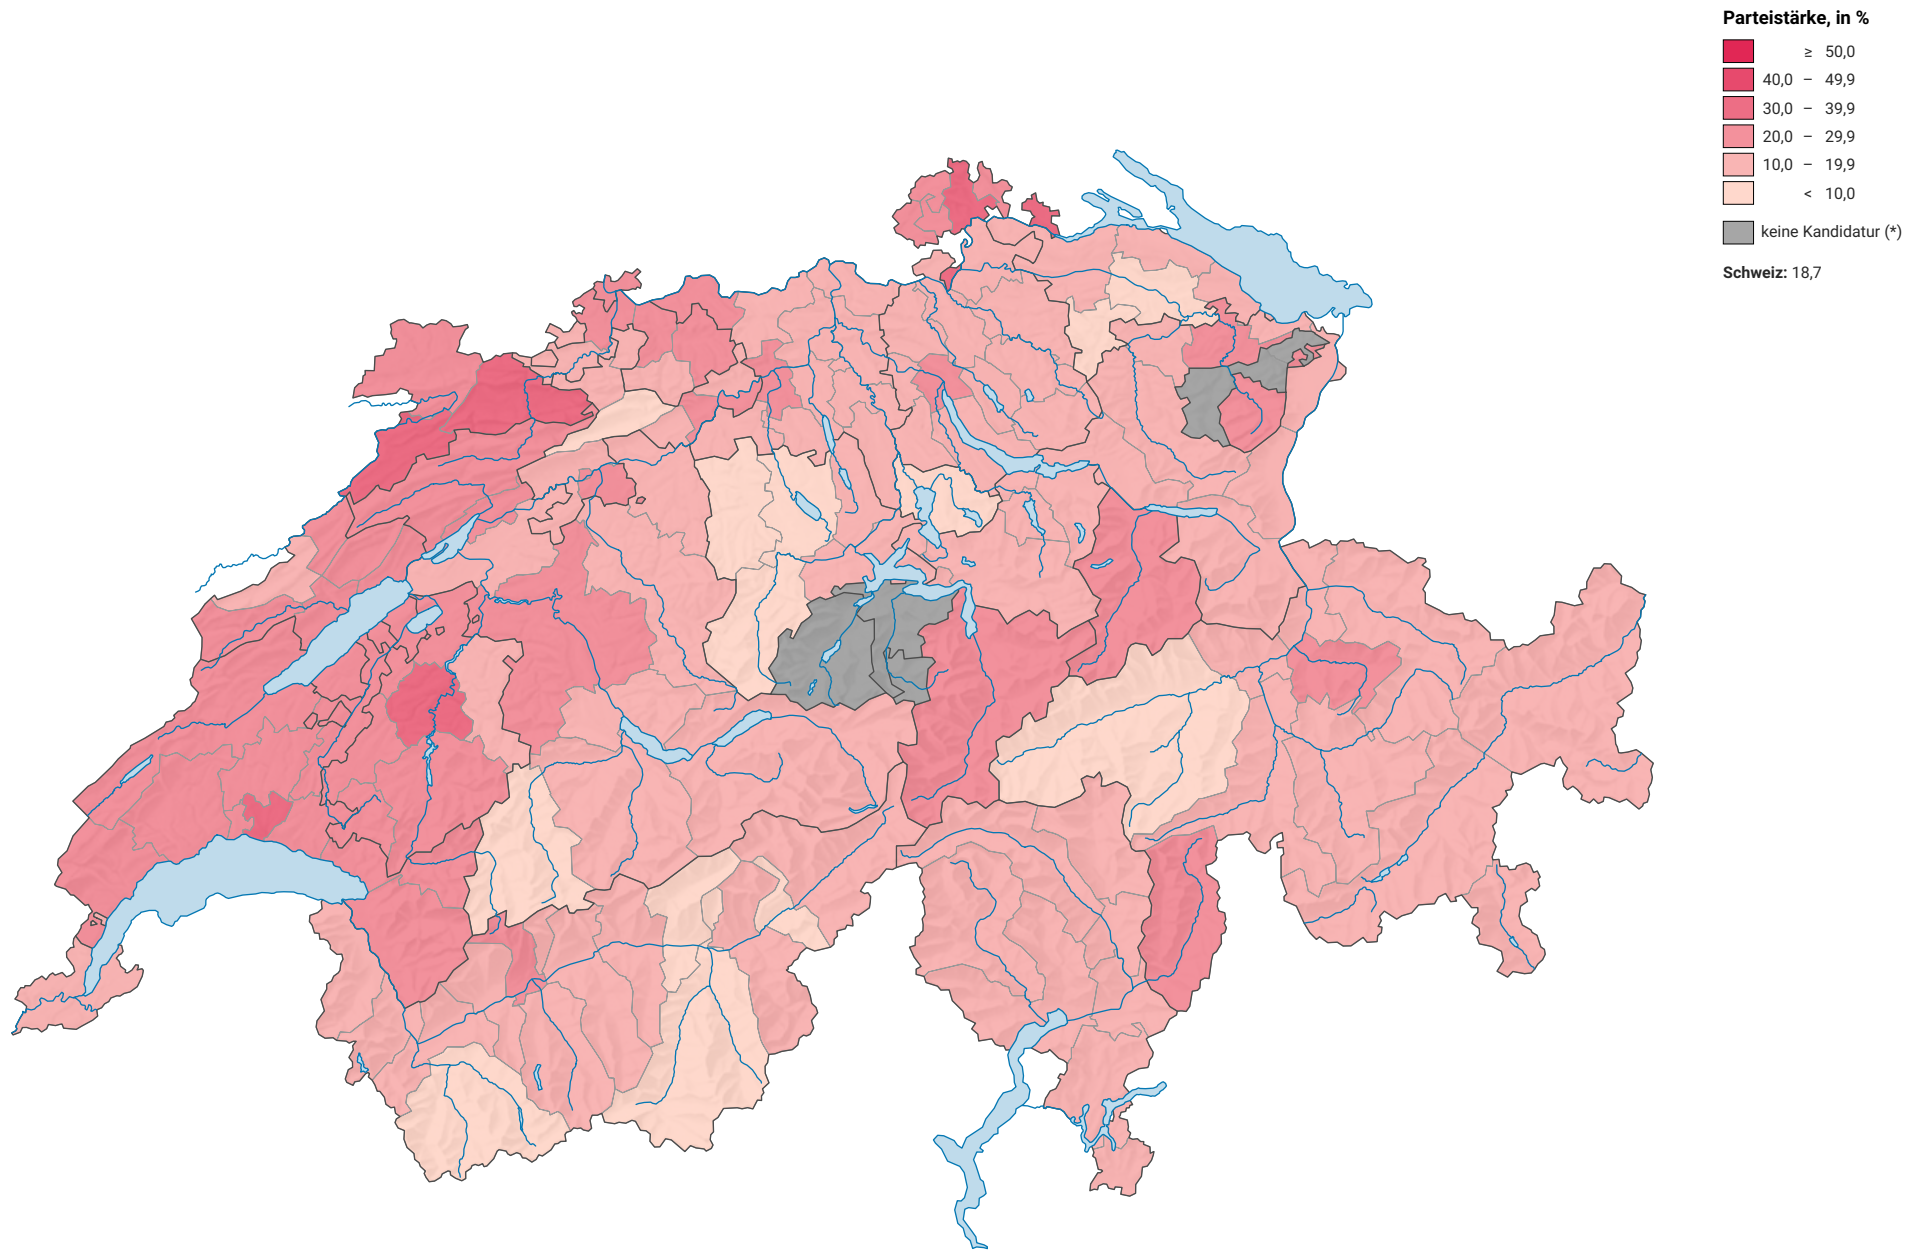 Parteistärke, in %
≥ 50,0
40,0 – 49,9
30,0 – 39,9
20,0 – 29,9
10,0 – 19,9
< 10,0
keine Kandidatur (*)
Schweiz: 18,7